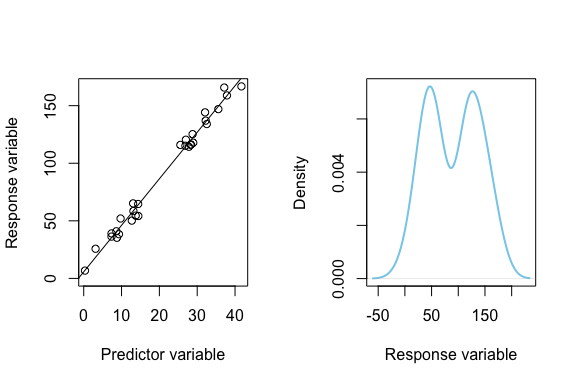 Response variable
0
50
100
150
0 10 20 30 40
Predictor variable
Density
0.000
0.004
-50 50 150
Response variable